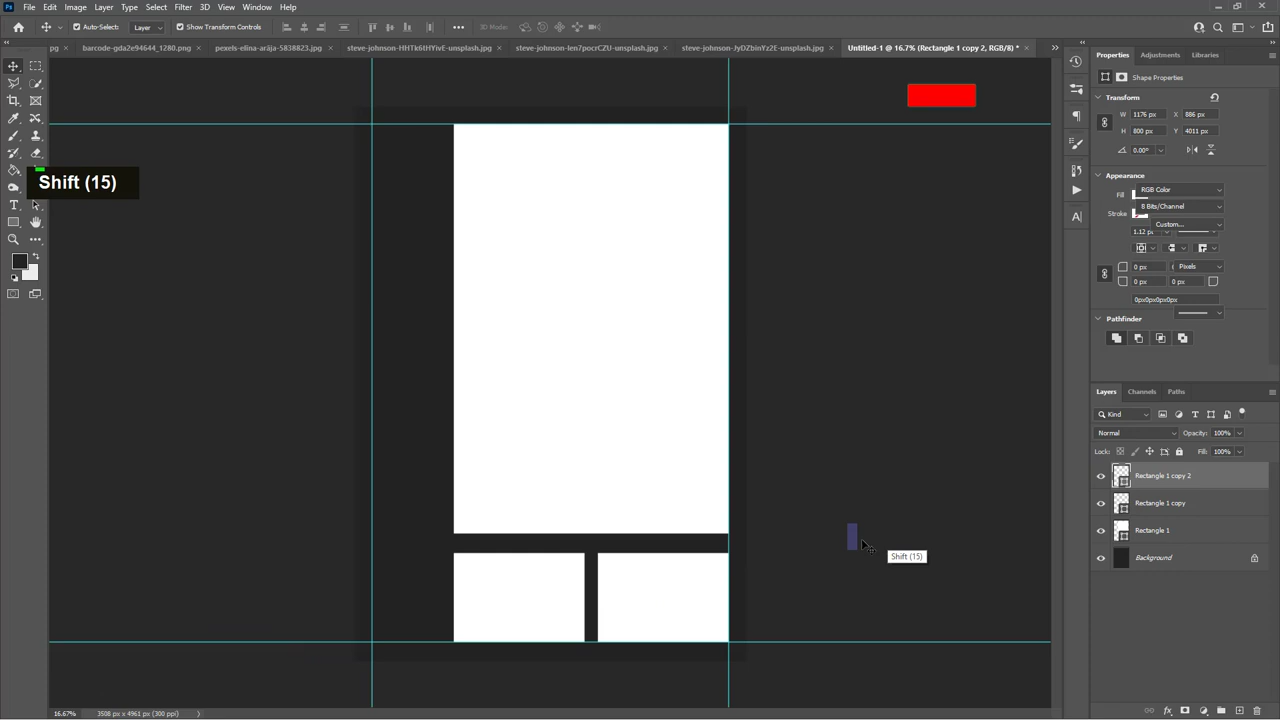 Ps File Edit Image Layer Type Select Filter 3D View Window Help
Auto-Select: Layer Show Transform Controls 3D Mode:
pg × barcode-gda2e94644_1280.png × pexels-elina-arāja-5838823.jpg × steve-johnson-HHTk6tHYivE-unsplash.jpg × steve-johnson-len7pocrCZU-unsplash.jpg × steve-johnson-JyDZbinYz2E-unsplash.jpg × Untitled-1 @ 16.7% (Rectangle 1 copy 2, RGB/8) * ×
Properties Adjustments Libraries
Shape Properties
Transform
W 1176 px X 886 px
H 800 px Y 4011 px
0.00°
Appearance
Fill RGB Color
8 Bits/Channel
Stroke
Custom...
1.12 px
0 px Pixels
0 px 0 px
0px0px0px0px
Pathfinder
Shift (15)
Shift (15)
Layers Channels Paths
Kind
Normal Opacity: 100%
Lock: Fill: 100%
Rectangle 1 copy 2
Rectangle 1 copy
Rectangle 1
Background
16.67% 3508 px x 4961 px (300 ppi)